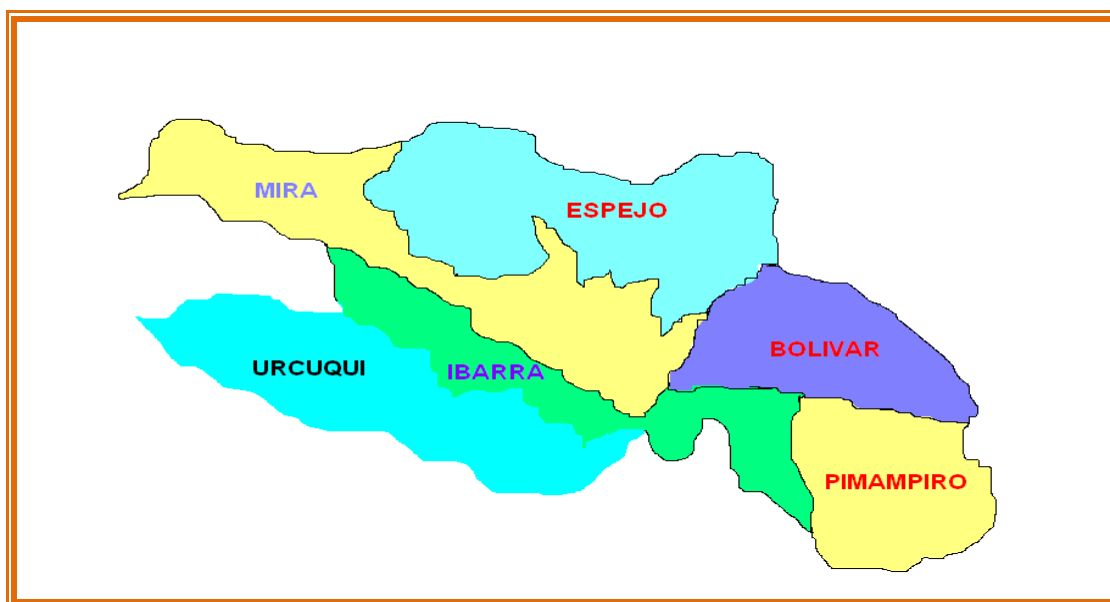 MIRA
ESPEJO
BOLIVAR
URCUQUI
IBARRA
PIMAMPIRO